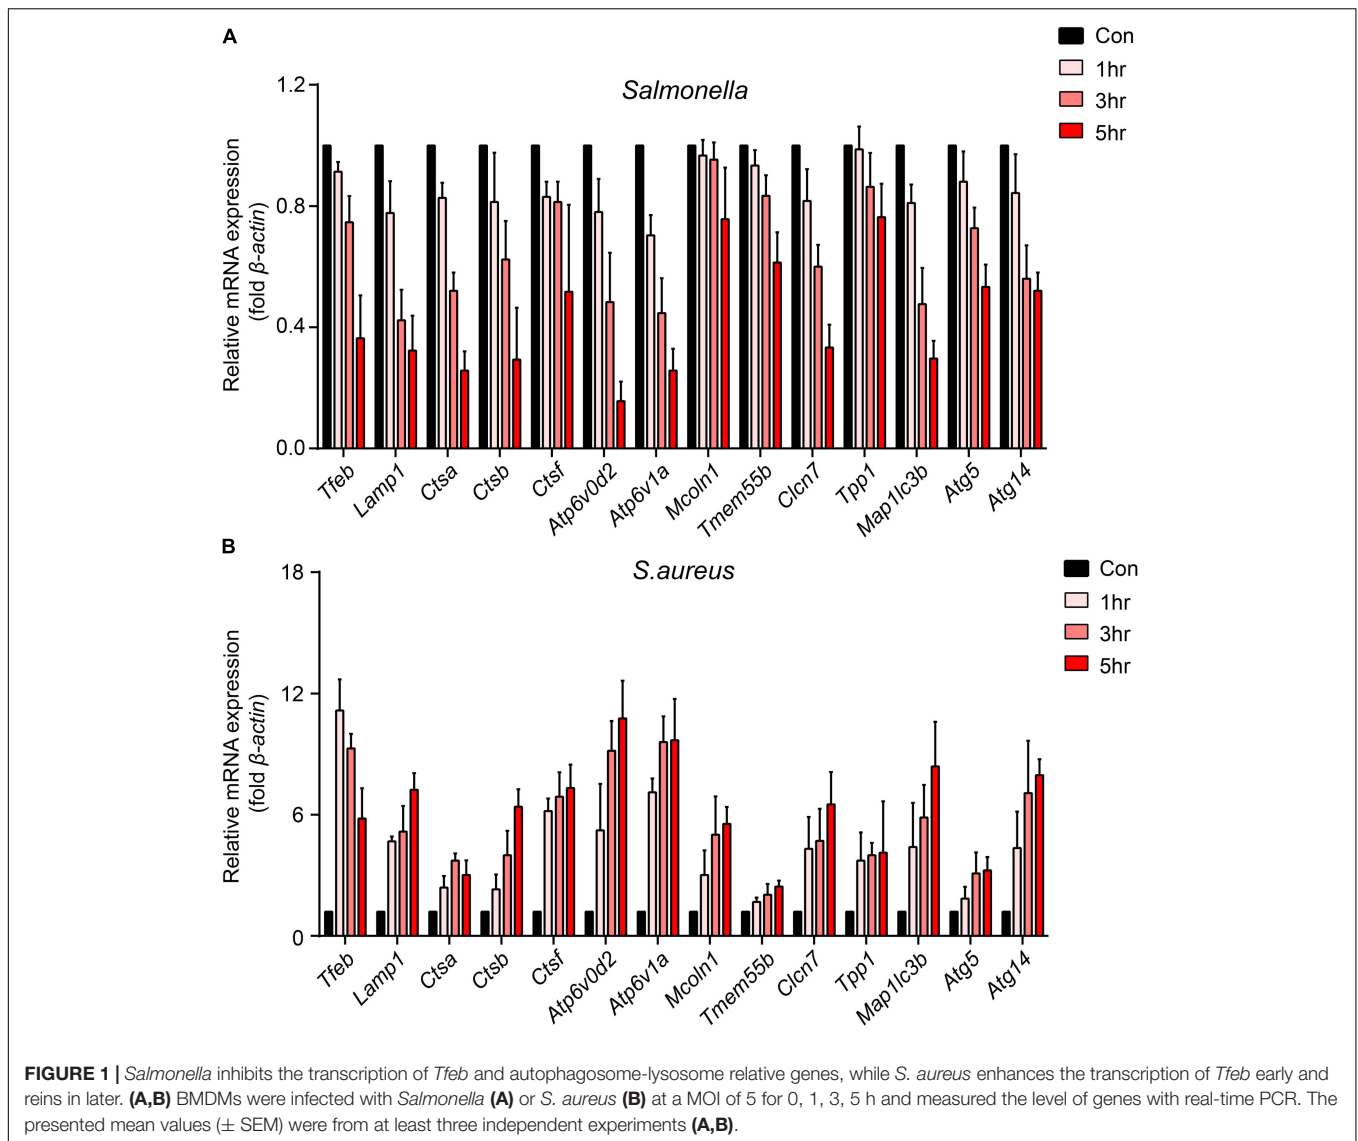 A
Con
1hr
3hr
5hr
Salmonella
Relative mRNA expression
(fold β-actin)
1.2
0.8
0.4
0.0
Tfeb
Lamp1
Ctsa
Ctsb
Ctsf
Atp6v0d2
Atp6v1a
Mcoln1
Tmem55b
Clcn7
Tpp1
Map1lc3b
Atg5
Atg14
B
Con
1hr
3hr
5hr
S.aureus
Relative mRNA expression
(fold β-actin)
18
12
6
0
Tfeb
Lamp1
Ctsa
Ctsb
Ctsf
Atp6v0d2
Atp6v1a
Mcoln1
Tmem55b
Clcn7
Tpp1
Map1lc3b
Atg5
Atg14
FIGURE 1 | Salmonella inhibits the transcription of Tfeb and autophagosome-lysosome relative genes, while S. aureus enhances the transcription of Tfeb early and
reins in later. (A,B) BMDMs were infected with Salmonella (A) or S. aureus (B) at a MOI of 5 for 0, 1, 3, 5 h and measured the level of genes with real-time PCR. The
presented mean values (± SEM) were from at least three independent experiments (A,B).